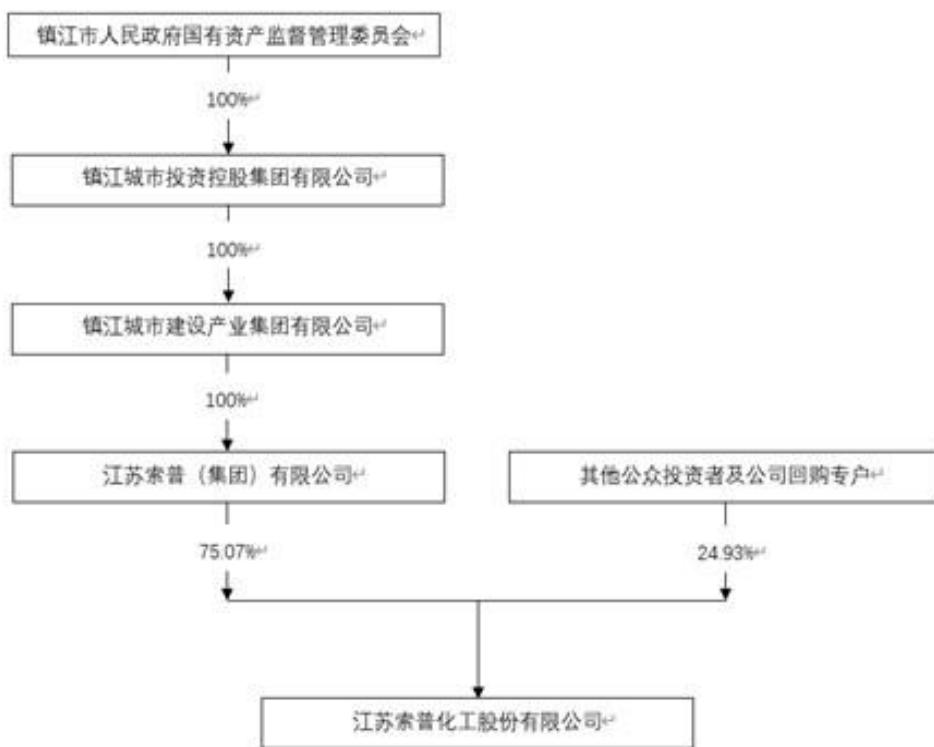 镇江市人民政府国有资产监督管理委员会↵
100%↵
镇江城市投资控股集团有限公司↵
100%↵
镇江城市建设产业集团有限公司↵
100%↵
江苏索普（集团）有限公司↵
其他公众投资者及公司回购专户↵
75.07%↵
24.93%↵
江苏索普化工股份有限公司↵